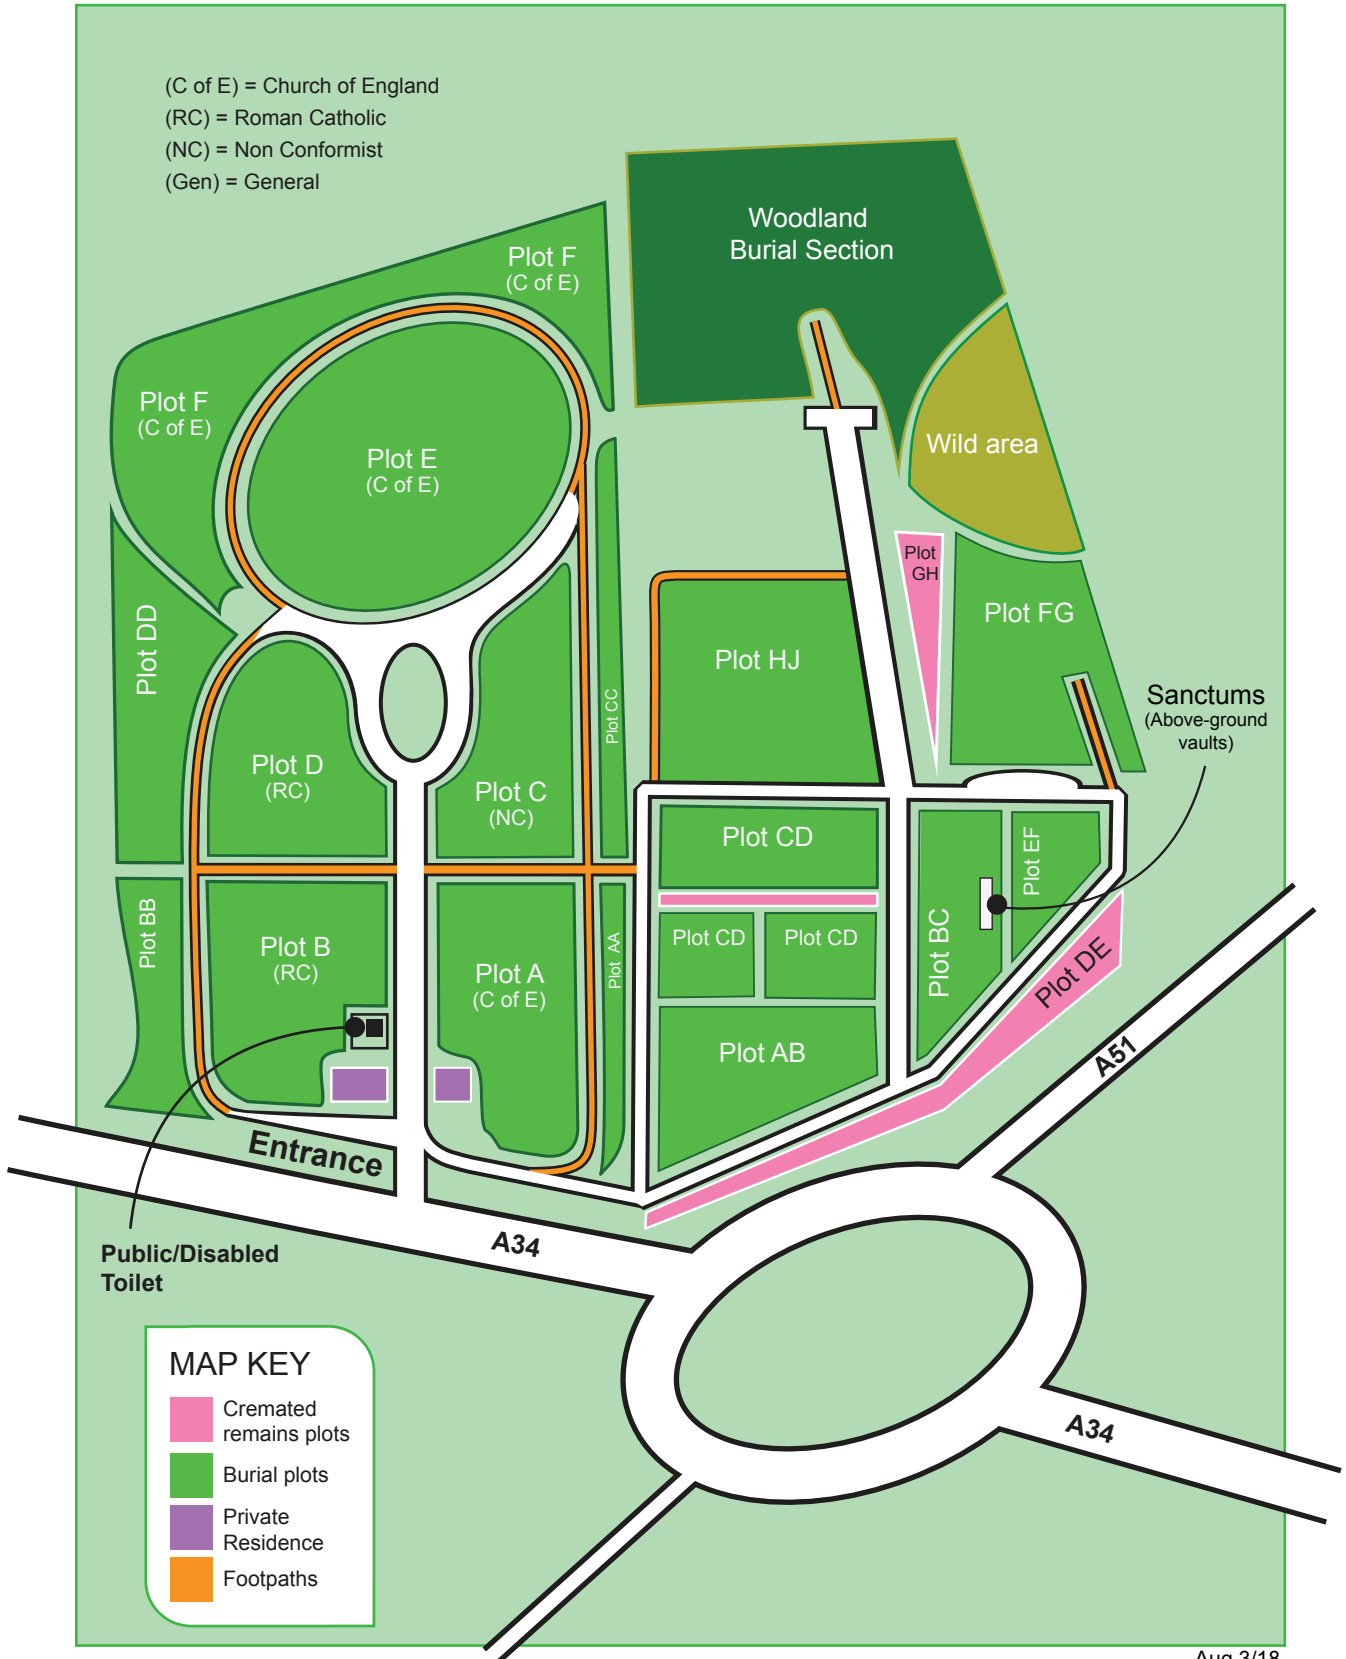 (C of E) = Church of England
(RC) = Roman Catholic
(NC) = Non Conformist
(Gen) = General
Woodland
Burial Section
Plot F
(C of E)
Plot F
(C of E)
Plot E
(C of E)
Wild area
Plot
GH
Plot FG
Plot DD
Plot HJ
Sanctums
(Above-ground
vaults)
Plot CC
Plot D
(RC)
Plot C
(NC)
Plot CD
Plot EF
Plot BB
Plot B
(RC)
Plot A
(C of E)
Plot AA
Plot CD
Plot CD
Plot BC
Plot DE
Plot AB
A51
Entrance
A34
Public/Disabled
Toilet
MAP KEY
Cremated
remains plots
Burial plots
Private
Residence
Footpaths
A34
Aug 3/18